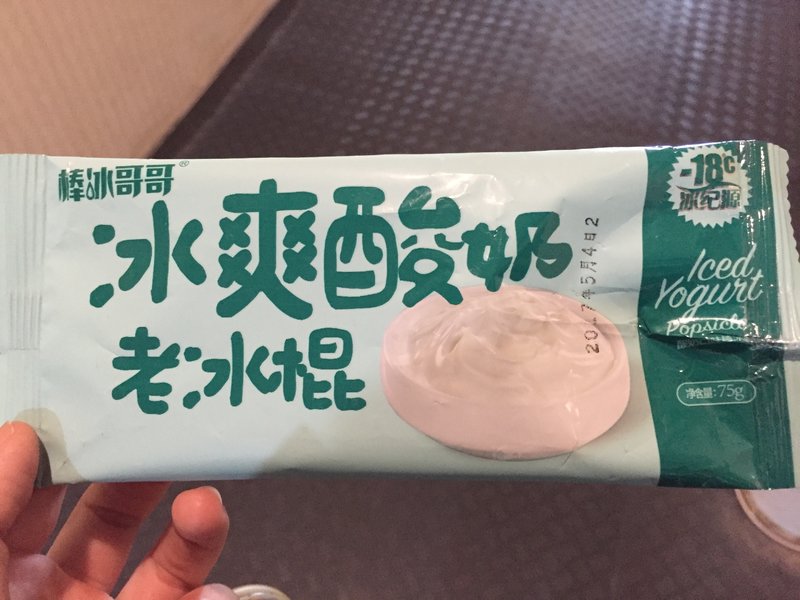 棒冰哥哥®
冰爽酸奶
老冰棍
2017年5月4日2
-18℃
冰纪源
Iced
Yogurt
Popsicle
净含量:75g